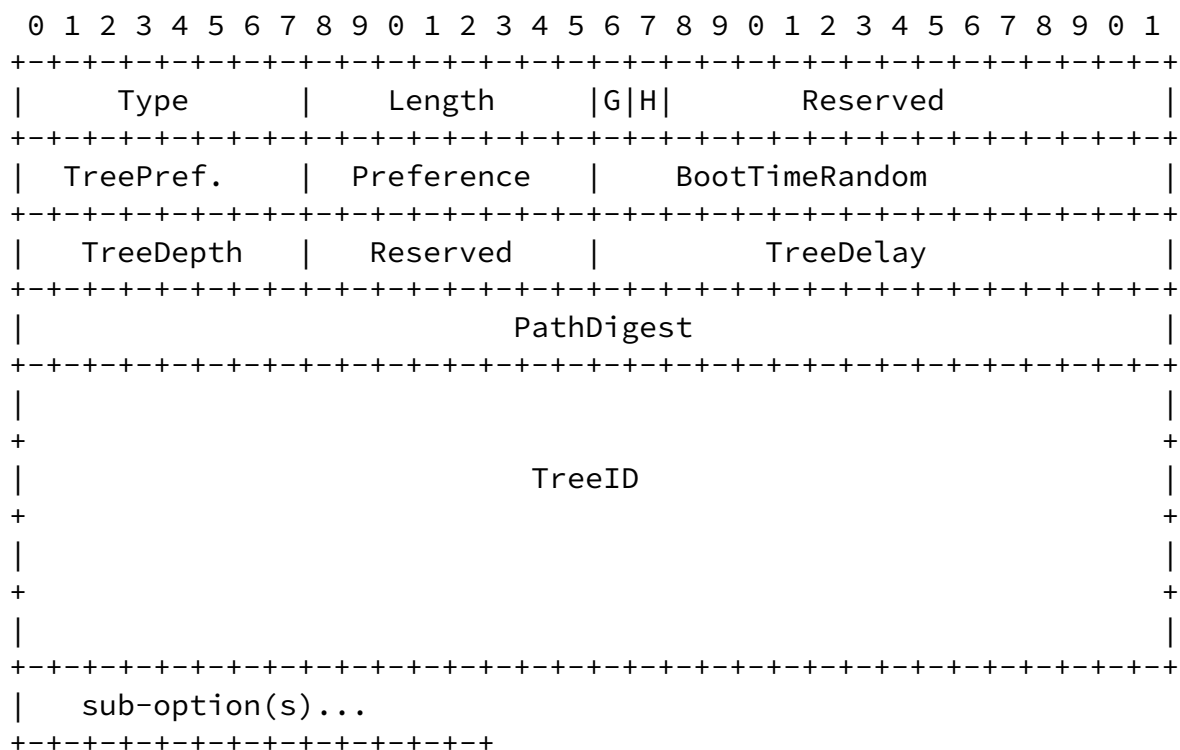 0 1 2 3 4 5 6 7 8 9 0 1 2 3 4 5 6 7 8 9 0 1 2 3 4 5 6 7 8 9 0 1
+-+-+-+-+-+-+-+-+-+-+-+-+-+-+-+-+-+-+-+-+-+-+-+-+-+-+-+-+-+-+-+-+
|     Type      |    Length     |G|H|       Reserved            |
+-+-+-+-+-+-+-+-+-+-+-+-+-+-+-+-+-+-+-+-+-+-+-+-+-+-+-+-+-+-+-+-+
|  TreePref.    |  Preference   |    BootTimeRandom             |
+-+-+-+-+-+-+-+-+-+-+-+-+-+-+-+-+-+-+-+-+-+-+-+-+-+-+-+-+-+-+-+-+
|   TreeDepth   |   Reserved    |         TreeDelay             |
+-+-+-+-+-+-+-+-+-+-+-+-+-+-+-+-+-+-+-+-+-+-+-+-+-+-+-+-+-+-+-+-+
|                           PathDigest                          |
+-+-+-+-+-+-+-+-+-+-+-+-+-+-+-+-+-+-+-+-+-+-+-+-+-+-+-+-+-+-+-+-+
|                                                               |
+                                                               +
|                            TreeID                             |
+                                                               +
|                                                               |
+                                                               +
|                                                               |
+-+-+-+-+-+-+-+-+-+-+-+-+-+-+-+-+-+-+-+-+-+-+-+-+-+-+-+-+-+-+-+-+
|   sub-option(s)...
+-+-+-+-+-+-+-+-+-+-+-+-+-+